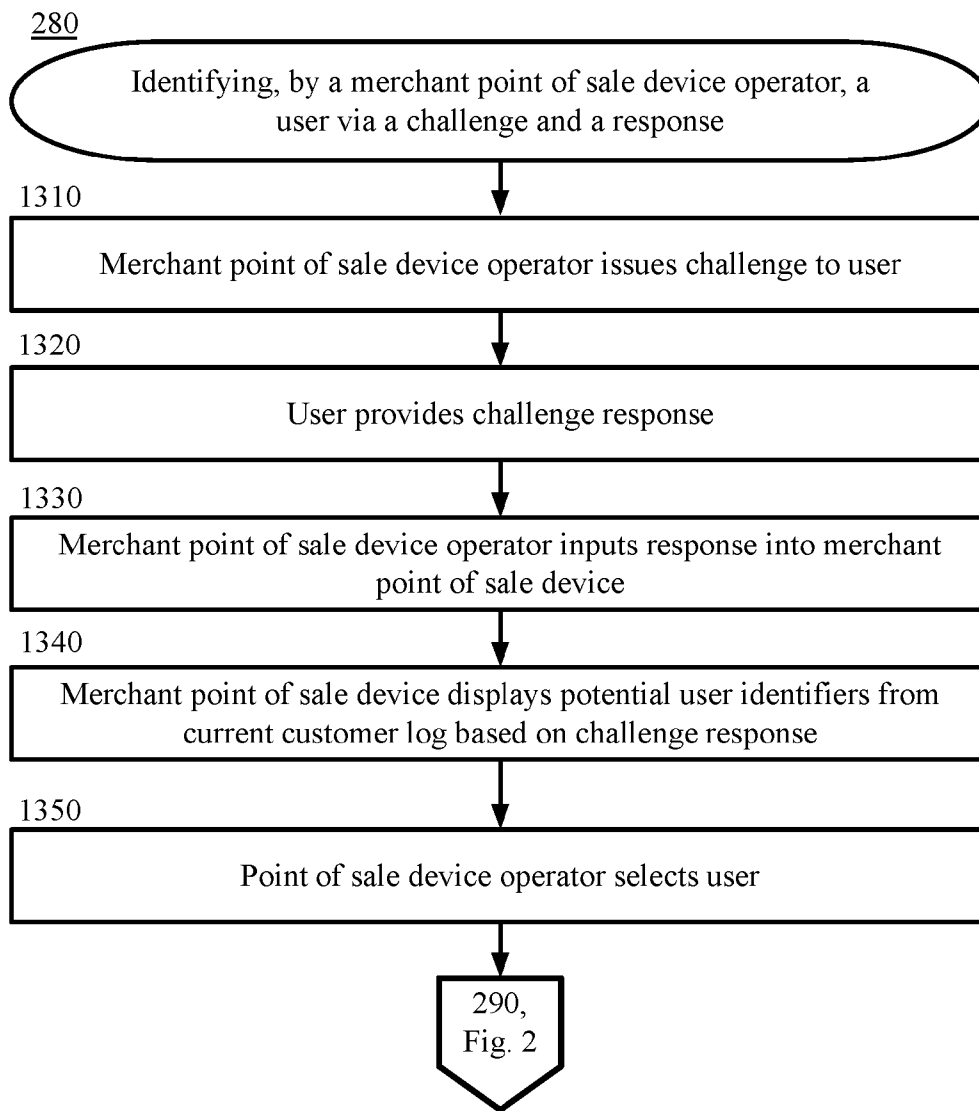 280
Identifying, by a merchant point of sale device operator, a
user via a challenge and a response
1310
Merchant point of sale device operator issues challenge to user
1320
User provides challenge response
1330
Merchant point of sale device operator inputs response into merchant
point of sale device
1340
Merchant point of sale device displays potential user identifiers from
current customer log based on challenge response
1350
Point of sale device operator selects user
290,
Fig. 2